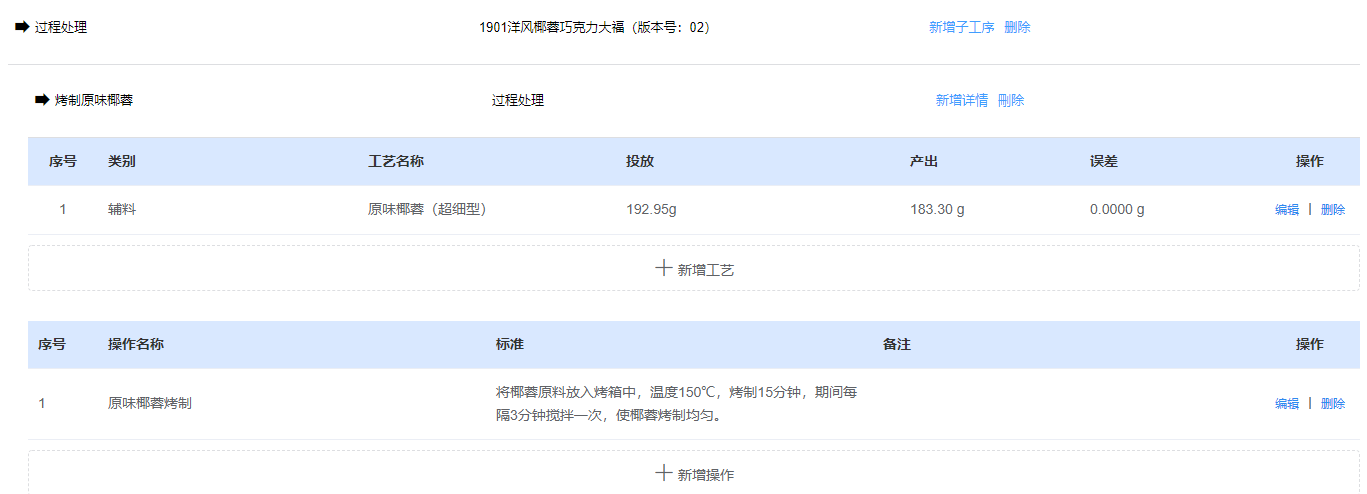 过程处理 1901洋风椰蓉巧克力大福（版本号：02） 新增子工序 删除
烤制原味椰蓉 过程处理 新增详情 删除
序号 类别 工艺名称 投放 产出 误差 操作
1 辅料 原味椰蓉（超细型） 192.95g 183.30 g 0.0000 g 编辑 | 删除
新增工艺
序号 操作名称 标准 备注 操作
1 原味椰蓉烤制 将椰蓉原料放入烤箱中，温度150℃，烤制15分钟，期间每
隔3分钟搅拌一次，使椰蓉烤制均匀。 编辑 | 删除
新增操作